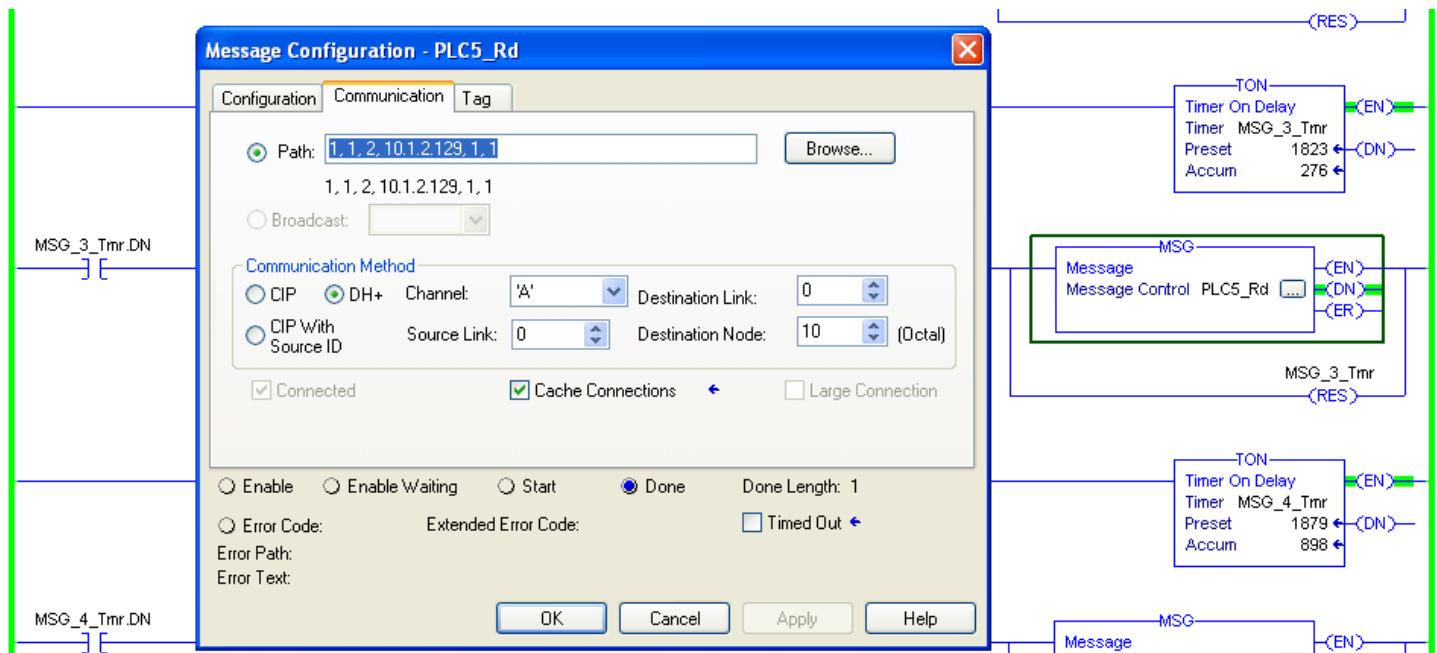 (RES)
Message Configuration - PLC5_Rd
Configuration Communication Tag
Path: 1, 1, 2, 10.1.2.129, 1, 1 Browse...
1, 1, 2, 10.1.2.129, 1, 1
Broadcast:
Communication Method
CIP DH+ Channel: 'A' Destination Link: 0
CIP With
Source ID
Source Link: 0 Destination Node: 10 (Octal)
Connected Cache Connections Large Connection
Enable Enable Waiting Start Done Done Length: 1
Error Code: Extended Error Code: Timed Out
Error Path:
Error Text:
OK Cancel Apply Help
TON
Timer On Delay (EN)
Timer MSG_3_Tmr
Preset 1823 (DN)
Accum 276
MSG_3_Tmr.DN
MSG
Message (EN)
Message Control PLC5_Rd ... (DN)
(ER)
MSG_3_Tmr
(RES)
TON
Timer On Delay (EN)
Timer MSG_4_Tmr
Preset 1879 (DN)
Accum 898
MSG_4_Tmr.DN
MSG
Message (EN)